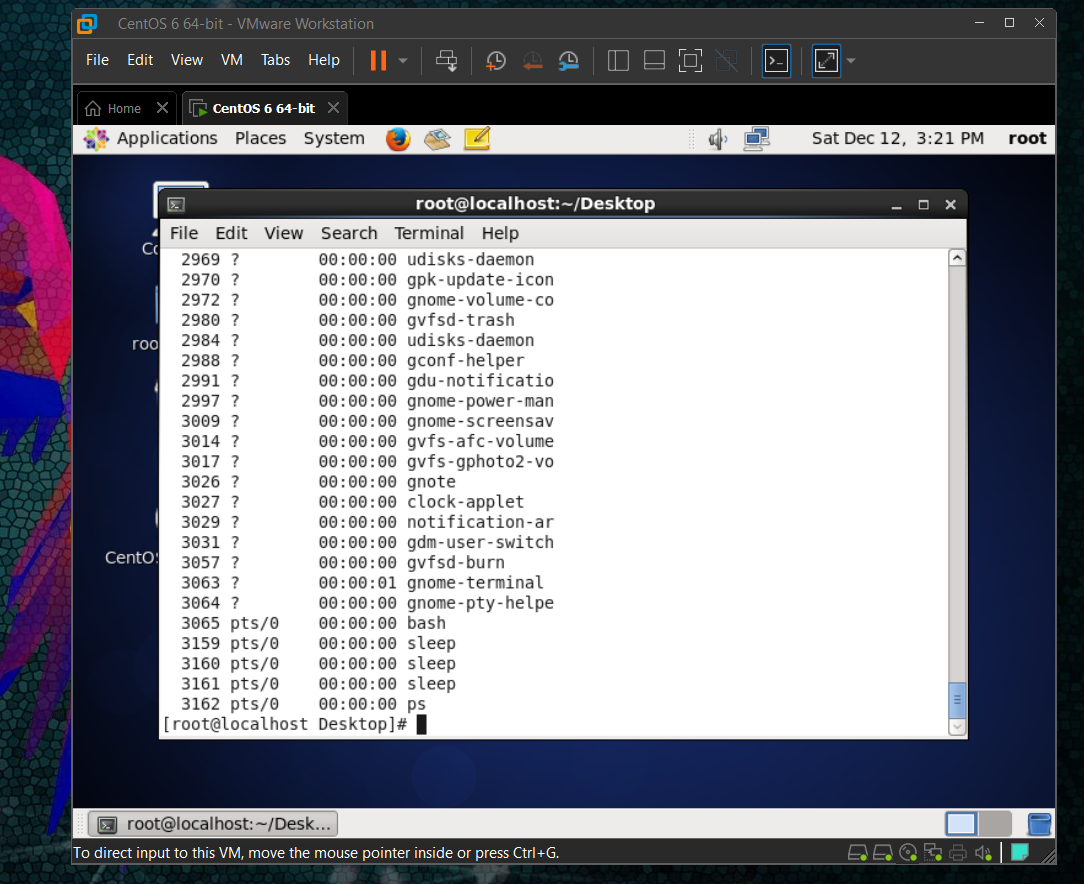 CentOS 6 64-bit - VMware Workstation
File Edit View VM Tabs Help
Home CentOS 6 64-bit
Applications Places System Sat Dec 12, 3:21 PM root
root@localhost:~/Desktop
File Edit View Search Terminal Help
2969 ? 00:00:00 udisks-daemon
2970 ? 00:00:00 gpk-update-icon
2972 ? 00:00:00 gnome-volume-co
2980 ? 00:00:00 gvfsd-trash
2984 ? 00:00:00 udisks-daemon
2988 ? 00:00:00 gconf-helper
2991 ? 00:00:00 gdu-notificatio
2997 ? 00:00:00 gnome-power-man
3009 ? 00:00:00 gnome-screensav
3014 ? 00:00:00 gvfs-afc-volume
3017 ? 00:00:00 gvfs-gphoto2-vo
3026 ? 00:00:00 gnote
3027 ? 00:00:00 clock-applet
3029 ? 00:00:00 notification-ar
3031 ? 00:00:00 gdm-user-switch
3057 ? 00:00:00 gvfsd-burn
3063 ? 00:00:01 gnome-terminal
3064 ? 00:00:00 gnome-pty-helpe
3065 pts/0 00:00:00 bash
3159 pts/0 00:00:00 sleep
3160 pts/0 00:00:00 sleep
3161 pts/0 00:00:00 sleep
3162 pts/0 00:00:00 ps
[root@localhost Desktop]#
root@localhost:~/Desk...
To direct input to this VM, move the mouse pointer inside or press Ctrl+G.